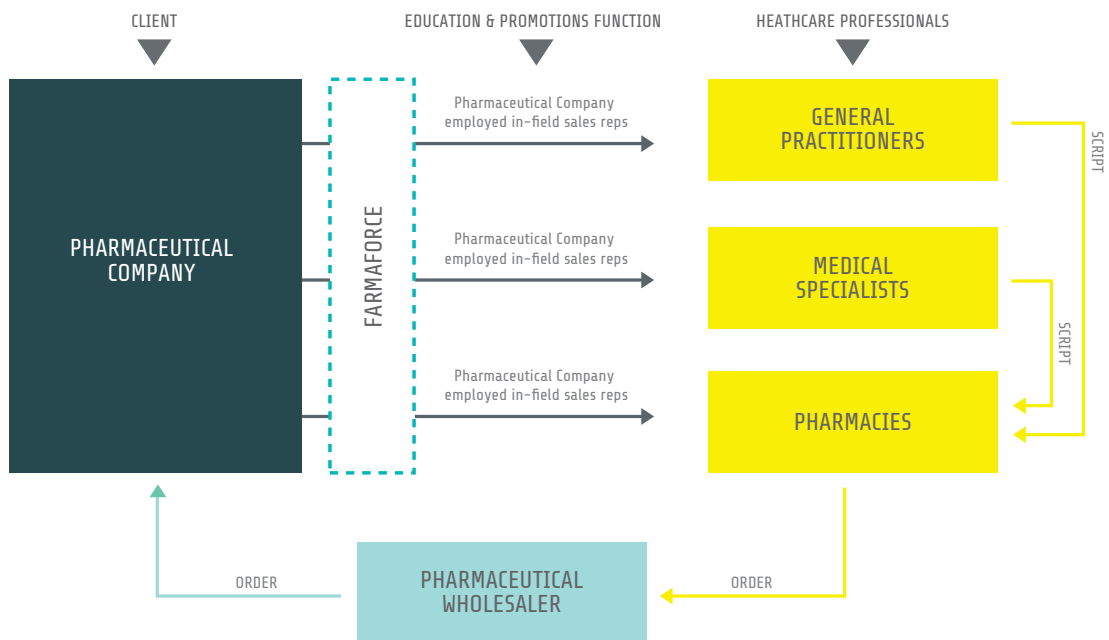 CLIENT
EDUCATION & PROMOTIONS FUNCTION
HEATHCARE PROFESSIONALS
PHARMACEUTICAL
COMPANY
FARMAFORCE
Pharmaceutical Company
employed in-field sales reps
GENERAL
PRACTITIONERS
SCRIPT
Pharmaceutical Company
employed in-field sales reps
MEDICAL
SPECIALISTS
SCRIPT
Pharmaceutical Company
employed in-field sales reps
PHARMACIES
ORDER
PHARMACEUTICAL
WHOLESALER
ORDER